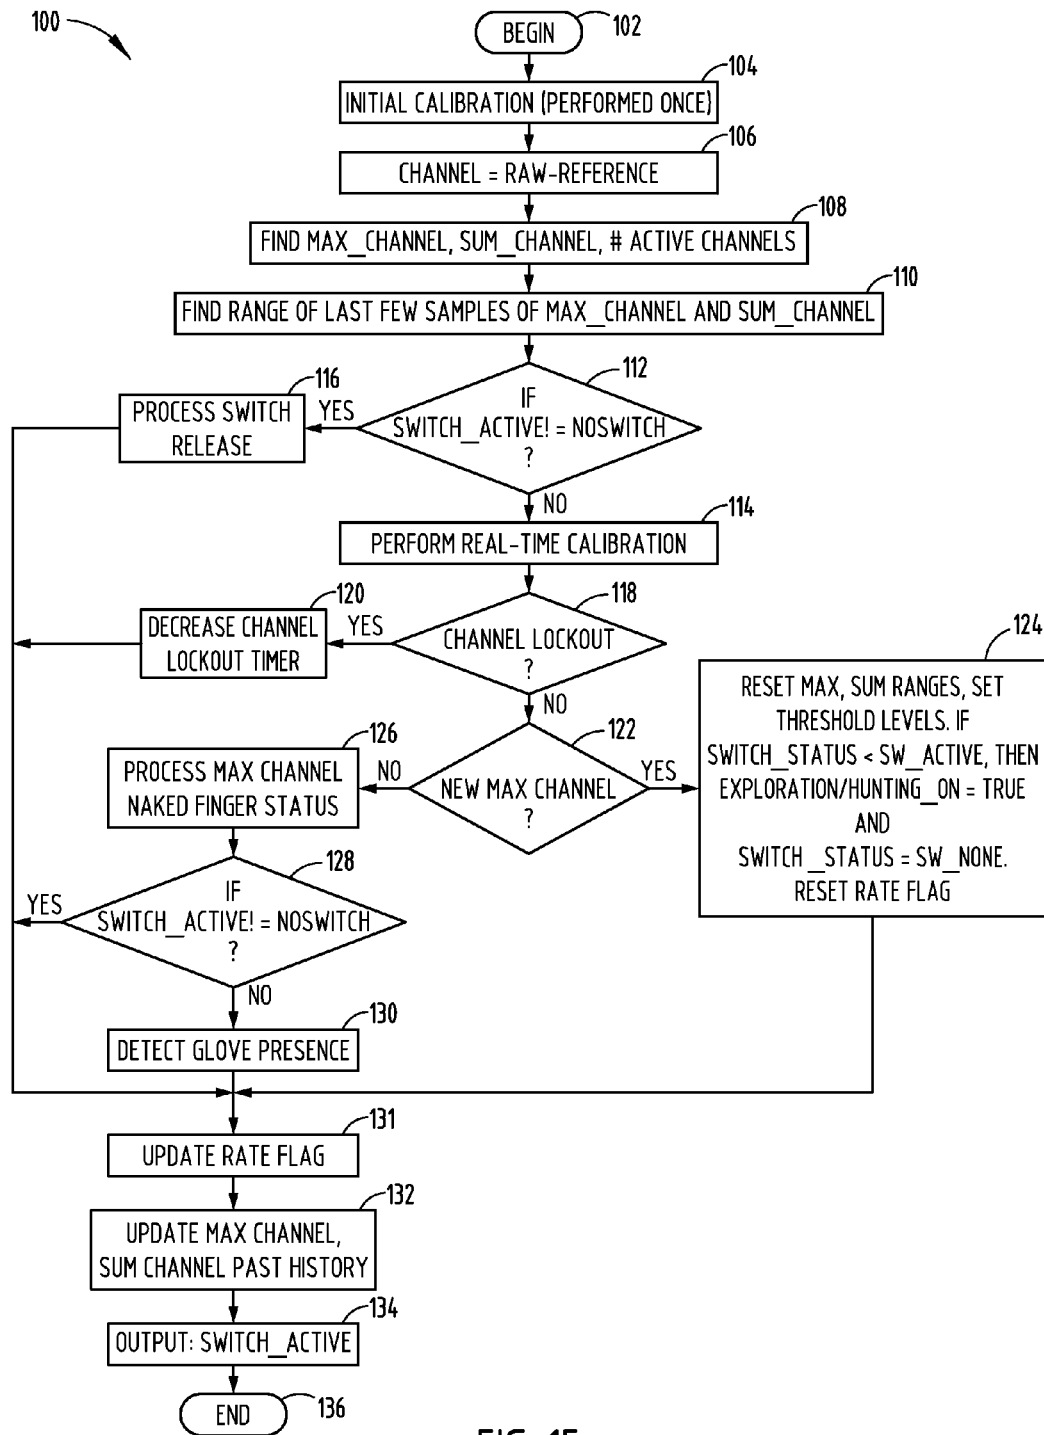 100
BEGIN
102
104
INITIAL CALIBRATION (PERFORMED ONCE)
106
CHANNEL = RAW-REFERENCE
108
FIND MAX_CHANNEL, SUM_CHANNEL, # ACTIVE CHANNELS
110
FIND RANGE OF LAST FEW SAMPLES OF MAX_CHANNEL AND SUM_CHANNEL
112
IF
SWITCH_ACTIVE! = NOSWITCH
?
YES
116
PROCESS SWITCH
RELEASE
NO
114
PERFORM REAL-TIME CALIBRATION
118
CHANNEL LOCKOUT
?
YES
120
DECREASE CHANNEL
LOCKOUT TIMER
NO
122
NEW MAX CHANNEL
?
YES
124
RESET MAX, SUM RANGES, SET
THRESHOLD LEVELS. IF
SWITCH_STATUS < SW_ACTIVE, THEN
EXPLORATION/HUNTING_ON = TRUE
AND
SWITCH_STATUS = SW_NONE.
RESET RATE FLAG
NO
126
PROCESS MAX CHANNEL
NAKED FINGER STATUS
128
IF
SWITCH_ACTIVE! = NOSWITCH
?
YES
NO
130
DETECT GLOVE PRESENCE
131
UPDATE RATE FLAG
132
UPDATE MAX CHANNEL,
SUM CHANNEL PAST HISTORY
134
OUTPUT: SWITCH_ACTIVE
END
136